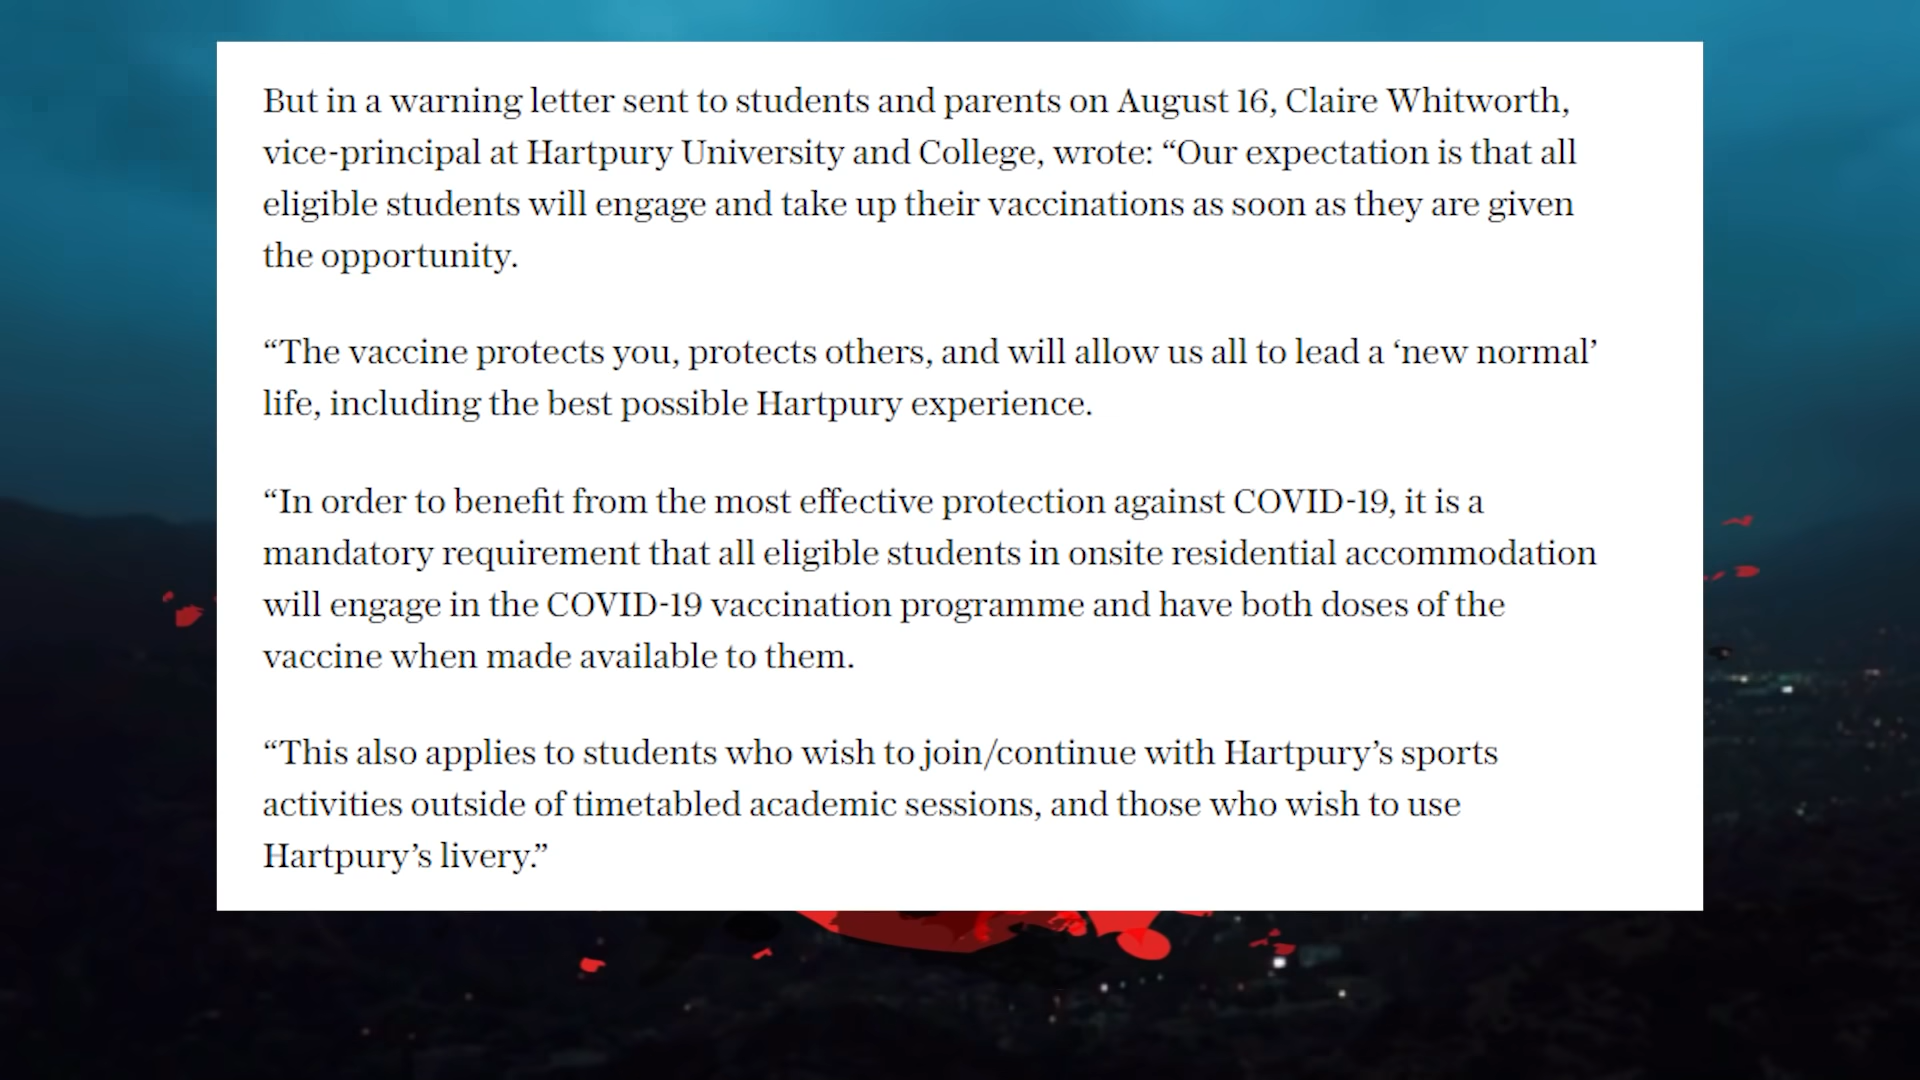 But in a warning letter sent to students and parents on August 16, Claire Whitworth,
vice-principal at Hartpury University and College, wrote: “Our expectation is that all
eligible students will engage and take up their vaccinations as soon as they are given
the opportunity.
“The vaccine protects you, protects others, and will allow us all to lead a ‘new normal’
life, including the best possible Hartpury experience.
“In order to benefit from the most effective protection against COVID-19, it is a
mandatory requirement that all eligible students in onsite residential accommodation
will engage in the COVID-19 vaccination programme and have both doses of the
vaccine when made available to them.
“This also applies to students who wish to join/continue with Hartpury’s sports
activities outside of timetabled academic sessions, and those who wish to use
Hartpury’s livery.”